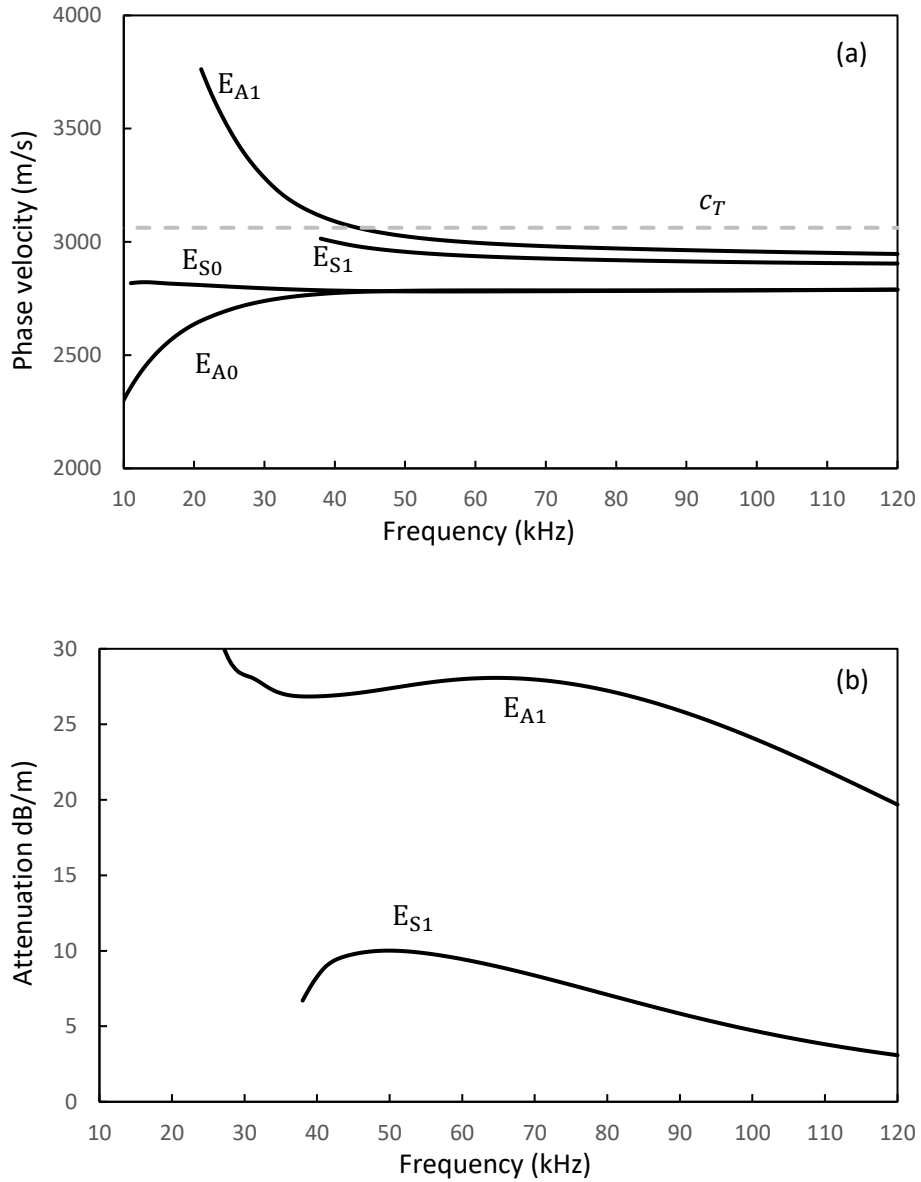 4000
3500
3000
2500
2000
Phase velocity (m/s)
(a)
E_A1
c_T
E_S0
E_S1
E_A0
10 20 30 40 50 60 70 80 90 100 110 120
Frequency (kHz)
30
25
20
15
10
5
0
Attenuation dB/m
(b)
E_A1
E_S1
10 20 30 40 50 60 70 80 90 100 110 120
Frequency (kHz)